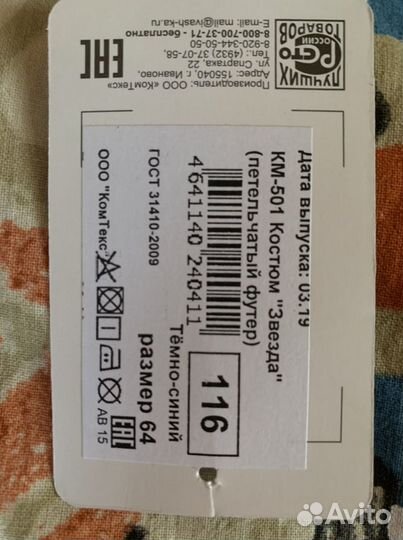 100 ЛУЧШИХ ТОВАРОВ РОССИИ
EAC
Производитель: ООО «КомТекс»
Адрес: 155040, г. Иваново,
ул. Спартака, 22
Тел.: (4932) 37-07-58,
8-920-344-50-50
8-800-700-37-71 - бесплатно
E-mail: mail@ivash-ka.ru
Дата выпуска: 03.19
КМ-501 Костюм "Звезда"
(петельчатый футер)
4 641140 240411
116
Тёмно-синий
размер 64
ГОСТ 31410-2009
ООО "КомТекс"
АВ 15
EAC
Avito